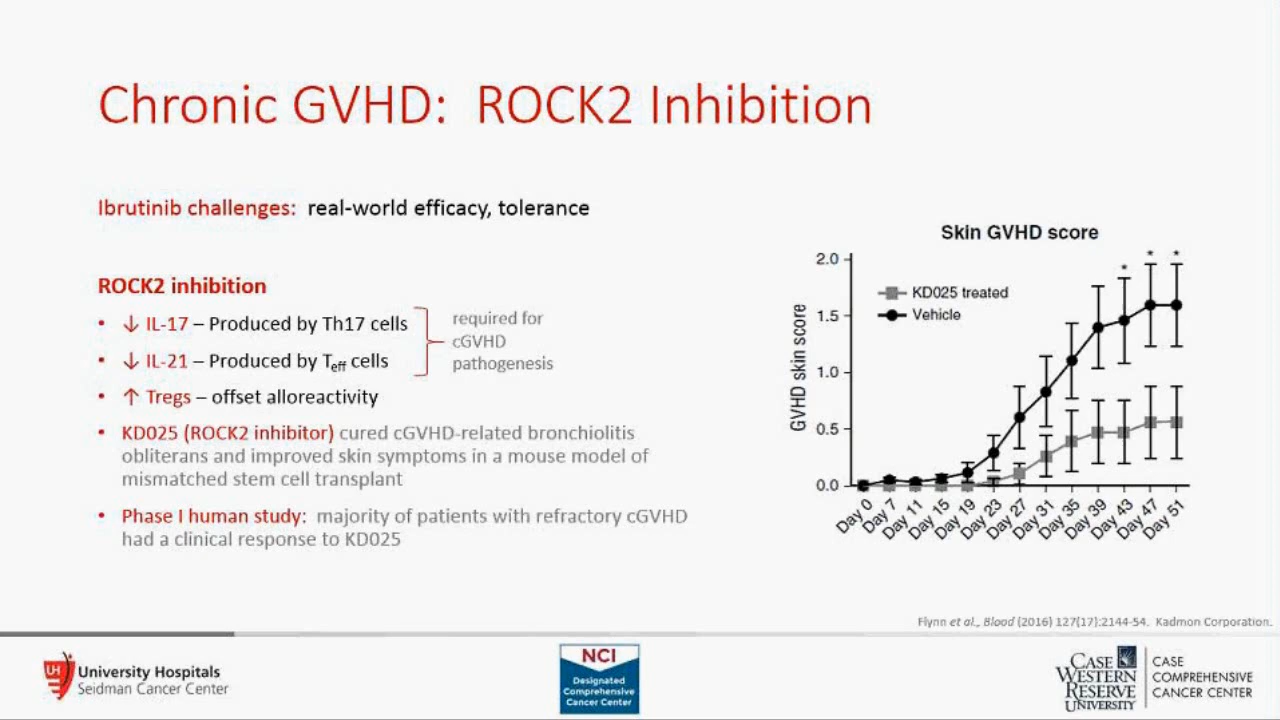 Chronic GVHD: ROCK2 Inhibition
Ibrutinib challenges: real-world efficacy, tolerance
ROCK2 inhibition
• ↓ IL-17 – Produced by Th17 cells
• ↓ IL-21 – Produced by Teff cells
required for
cGVHD
pathogenesis
• ↑ Tregs – offset alloreactivity
• KD025 (ROCK2 inhibitor) cured cGVHD-related bronchiolitis
obliterans and improved skin symptoms in a mouse model of
mismatched stem cell transplant
• Phase I human study: majority of patients with refractory cGVHD
had a clinical response to KD025
Skin GVHD score
GVHD skin score
2.0
1.5
1.0
0.5
0.0
KD025 treated
Vehicle
* * *
Day 0
Day 7
Day 11
Day 15
Day 19
Day 23
Day 27
Day 31
Day 35
Day 39
Day 43
Day 47
Day 51
Flynn et al., Blood (2016) 127(17):2144-54. Kadmon Corporation.
UH
University Hospitals
Seidman Cancer Center
NCI
Designated
Comprehensive
Cancer Center
CASE
WESTERN
RESERVE
UNIVERSITY
CASE
COMPREHENSIVE
CANCER CENTER